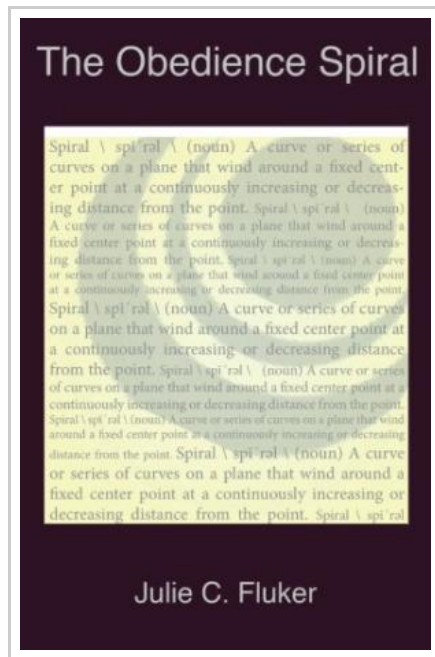 The Obedience Spiral
Spiral \ spi΄rəl \ (noun) A curve or series of
curves on a plane that wind around a fixed cent-
er point at a continuously increasing or decreas-
ing distance from the point. Spiral \ spi΄rəl \ (noun)
A curve or series of curves on a plane that wind around a
fixed center point at a continuously increasing or decreas-
ing distance from the point. Spiral \ spi΄rəl \ (noun) A curve
or series of curves on a plane that wind around a fixed center point
at a continuously increasing or decreasing distance from the point.
Spiral \ spi΄rəl \ (noun) A curve or series of curves
on a plane that wind around a fixed center point at
a continuously increasing or decreasing distance
from the point. Spiral \ spi΄rəl \ (noun) A curve or series
of curves on a plane that wind around a fixed center point at a
continuously increasing or decreasing distance from the point.
Spiral \ spi΄rəl \ (noun) A curve or series of curves on a plane that wind
around a fixed center point at a continuously increasing or decreasing
distance from the point. Spiral \ spi΄rəl \ (noun) A curve
or series of curves on a plane that wind around a
fixed center point at a continuously increasing or
decreasing distance from the point. Spiral \ spi΄rəl
Julie C. Fluker